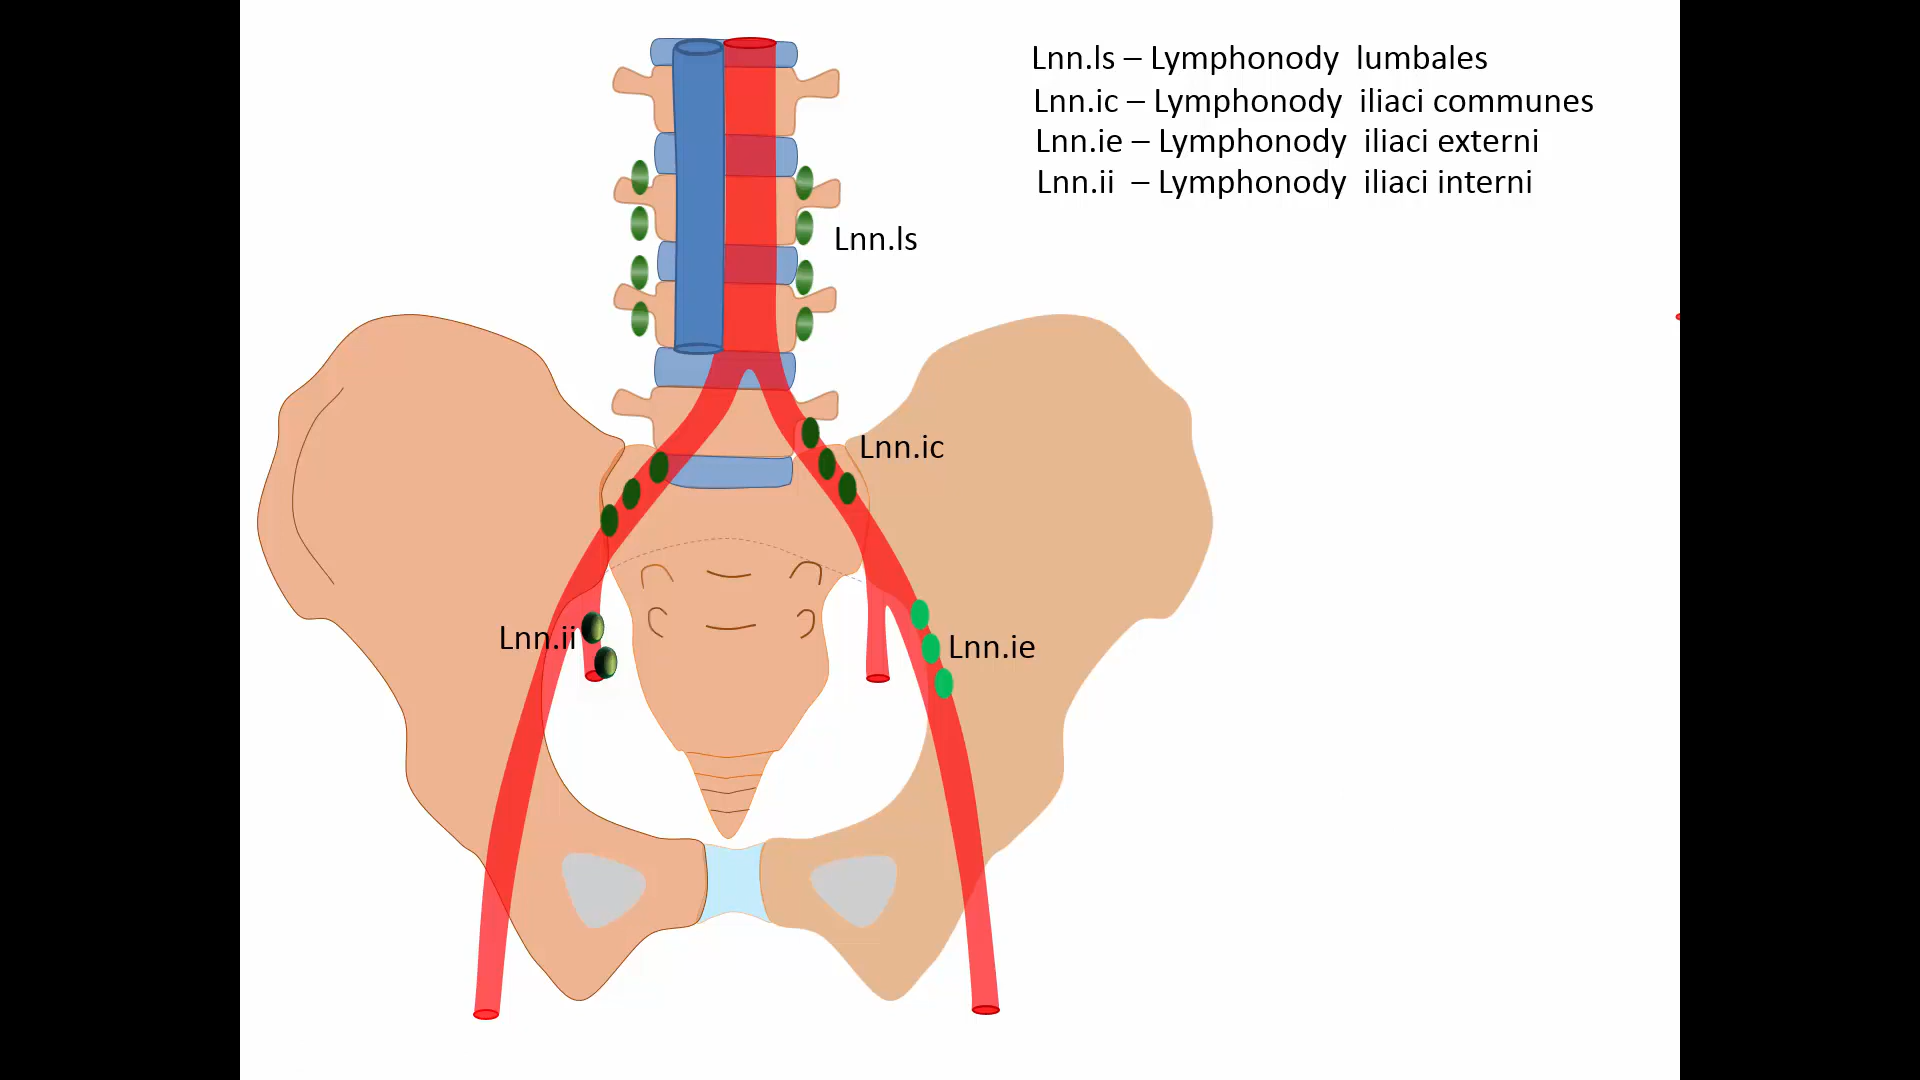 Lnn.ls – Lymphonody lumbales
Lnn.ic – Lymphonody iliaci communes
Lnn.ie – Lymphonody iliaci externi
Lnn.ii – Lymphonody iliaci interni
Lnn.ls
Lnn.ic
Lnn.ii
Lnn.ie